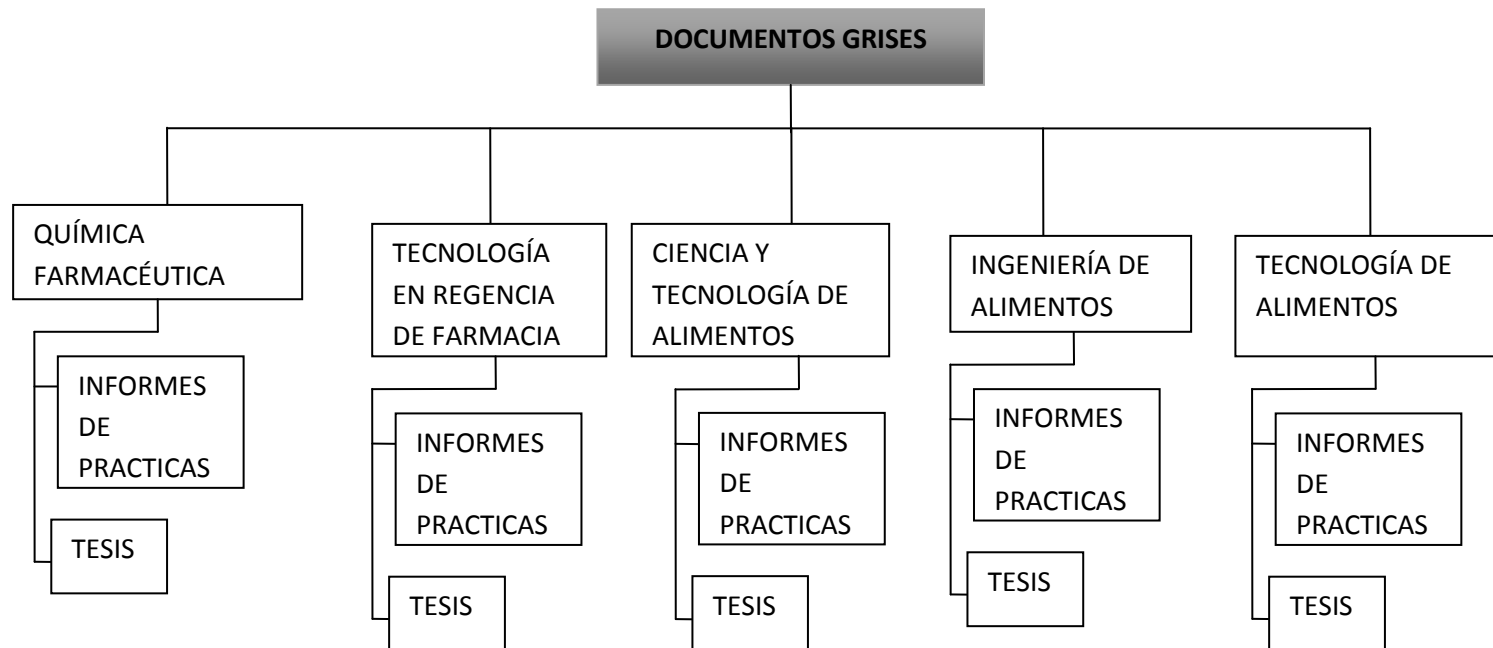 DOCUMENTOS GRISES
QUÍMICA
FARMACÉUTICA
INFORMES
DE
PRACTICAS
TESIS
TECNOLOGÍA
EN REGENCIA
DE FARMACIA
INFORMES
DE
PRACTICAS
TESIS
CIENCIA Y
TECNOLOGÍA DE
ALIMENTOS
INFORMES
DE
PRACTICAS
TESIS
INGENIERÍA DE
ALIMENTOS
INFORMES
DE
PRACTICAS
TESIS
TECNOLOGÍA DE
ALIMENTOS
INFORMES
DE
PRACTICAS
TESIS